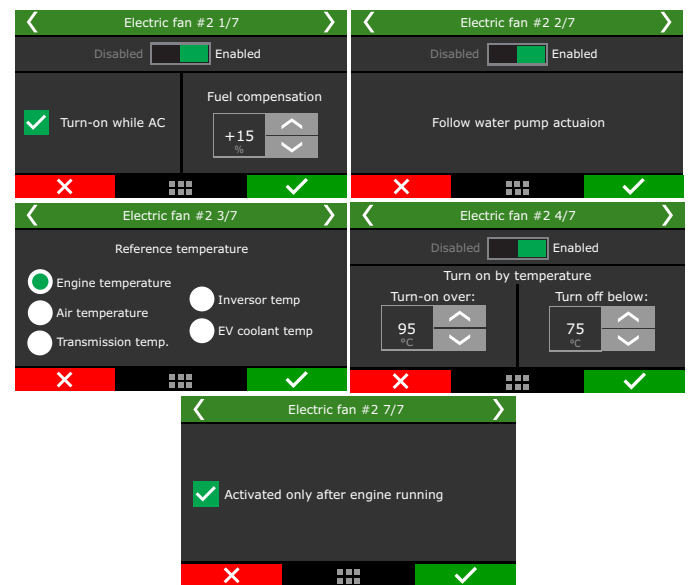 Electric fan #2 1/7
Disabled Enabled
Turn-on while AC
Fuel compensation
+15
%
Electric fan #2 2/7
Disabled Enabled
Follow water pump actuaion
Electric fan #2 3/7
Reference temperature
Engine temperature
Air temperature
Transmission temp.
Inversor temp
EV coolant temp
Electric fan #2 4/7
Disabled Enabled
Turn on by temperature
Turn-on over:
95
°C
Turn off below:
75
°C
Electric fan #2 7/7
Activated only after engine running